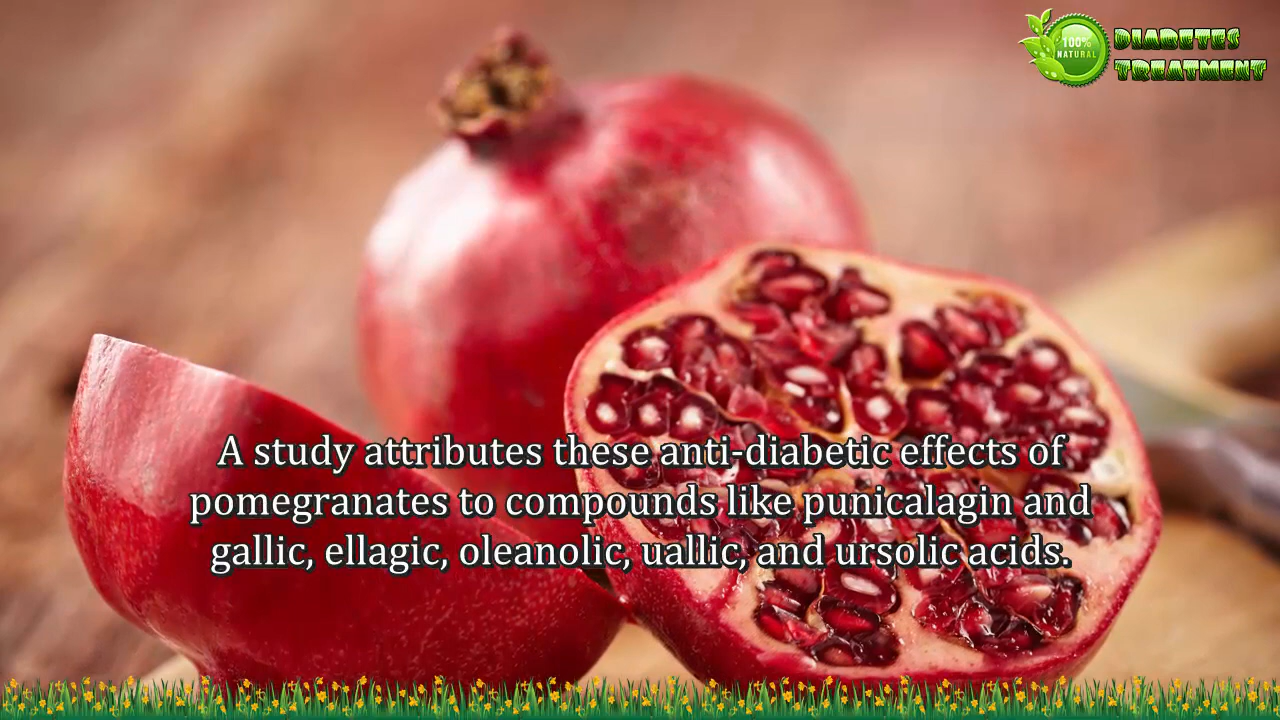 100%
NATURAL
DIABETES
TREATMENT
A study attributes these anti-diabetic effects of
pomegranates to compounds like punicalagin and
gallic, ellagic, oleanolic, uallic, and ursolic acids.